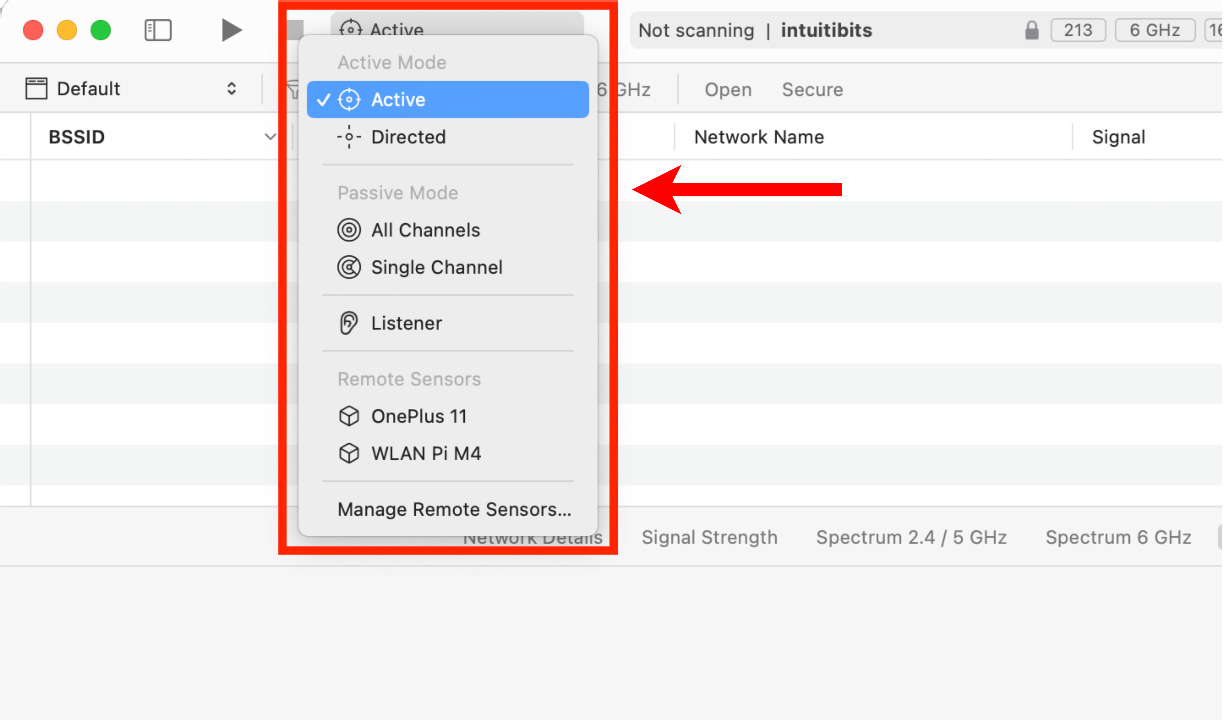 Active
Not scanning | intuitibits
213
6 GHz
Default
6 GHz
Open
Secure
BSSID
Network Name
Signal
Active Mode
Active
Directed
Passive Mode
All Channels
Single Channel
Listener
Remote Sensors
OnePlus 11
WLAN Pi M4
Manage Remote Sensors...
Network Details
Signal Strength
Spectrum 2.4 / 5 GHz
Spectrum 6 GHz